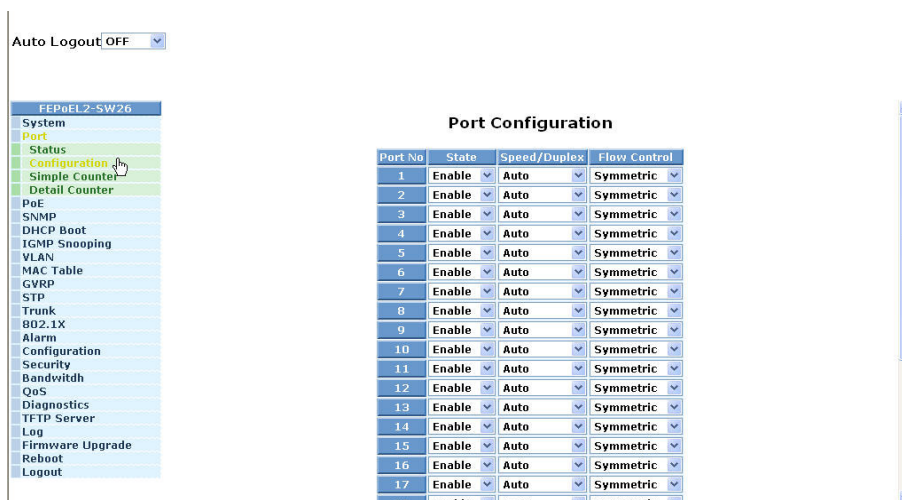 Auto Logout OFF
FEPoEL2-SW26
System
Port
Status
Configuration
Simple Counter
Detail Counter
PoE
SNMP
DHCP Boot
IGMP Snooping
VLAN
MAC Table
GVRP
STP
Trunk
802.1X
Alarm
Configuration
Security
Bandwitdh
QoS
Diagnostics
TFTP Server
Log
Firmware Upgrade
Reboot
Logout
Port Configuration
Port No State Speed/Duplex Flow Control
1 Enable Auto Symmetric
2 Enable Auto Symmetric
3 Enable Auto Symmetric
4 Enable Auto Symmetric
5 Enable Auto Symmetric
6 Enable Auto Symmetric
7 Enable Auto Symmetric
8 Enable Auto Symmetric
9 Enable Auto Symmetric
10 Enable Auto Symmetric
11 Enable Auto Symmetric
12 Enable Auto Symmetric
13 Enable Auto Symmetric
14 Enable Auto Symmetric
15 Enable Auto Symmetric
16 Enable Auto Symmetric
17 Enable Auto Symmetric